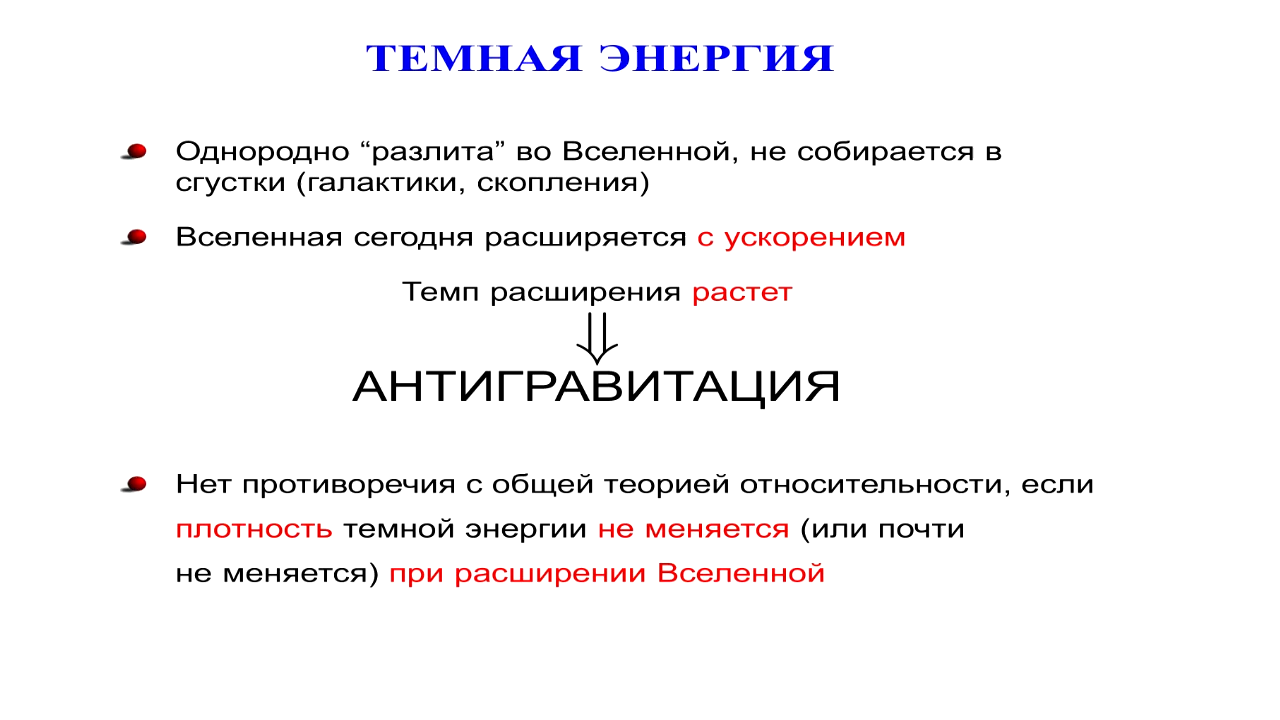 ТЕМНАЯ ЭНЕРГИЯ
Однородно “разлита” во Вселенной, не собирается в
сгустки (галактики, скопления)
Вселенная сегодня расширяется с ускорением
Темп расширения растет
⇓
АНТИГРАВИТАЦИЯ
Нет противоречия с общей теорией относительности, если
плотность темной энергии не меняется (или почти
не меняется) при расширении Вселенной